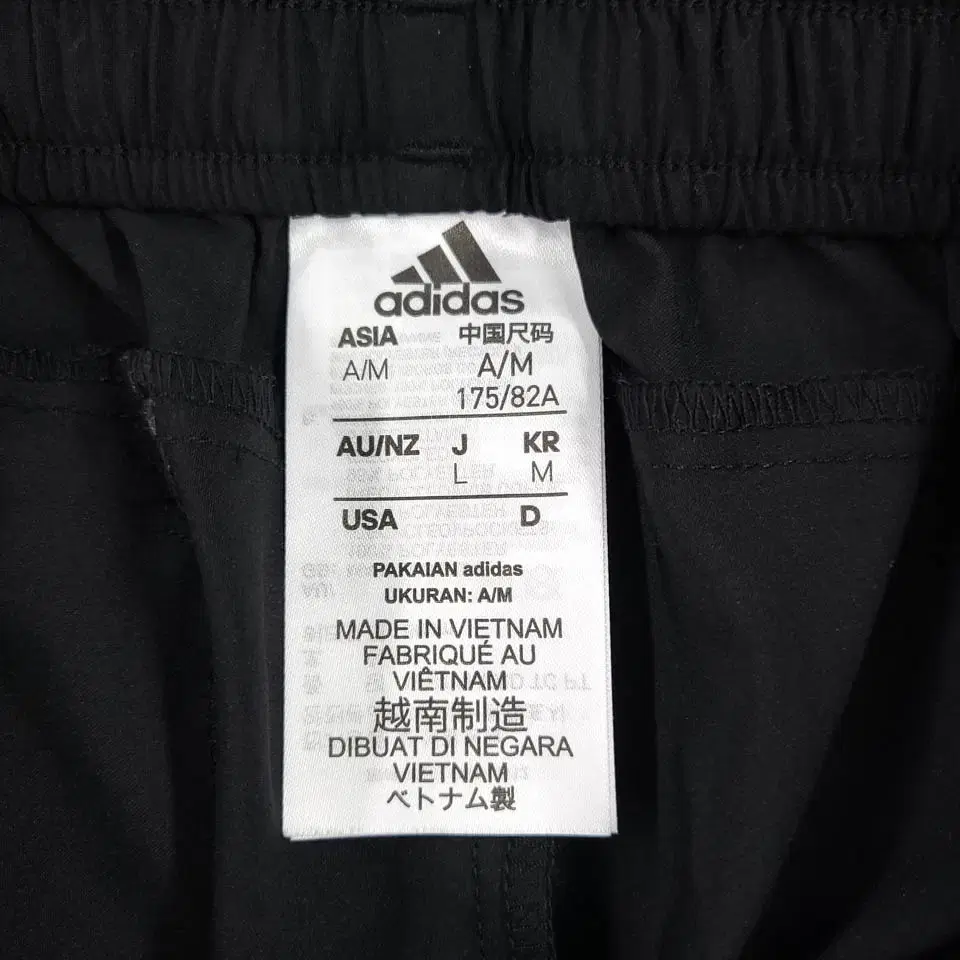 adidas
ASIA 中国尺码
A/M A/M
175/82A
AU/NZ J KR
L M
USA D
PAKAIAN adidas
UKURAN: A/M
MADE IN VIETNAM
FABRIQUÉ AU
VIÊTNAM
越南制造
DIBUAT DI NEGARA
VIETNAM
ベトナム製